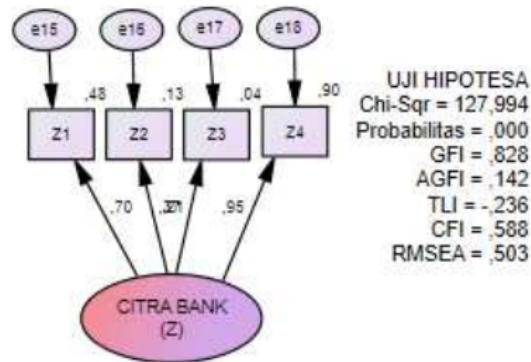 e15 e16 e17 e18
,48 ,13 ,04 ,90
Z1 Z2 Z3 Z4
,70 ,95
CITRA BANK
(Z)
UJI HIPOTESA
Chi-Sqr = 127,994
Probabilitas = ,000
GFI = ,828
AGFI = ,142
TLI = -,236
CFI = ,588
RMSEA = ,503